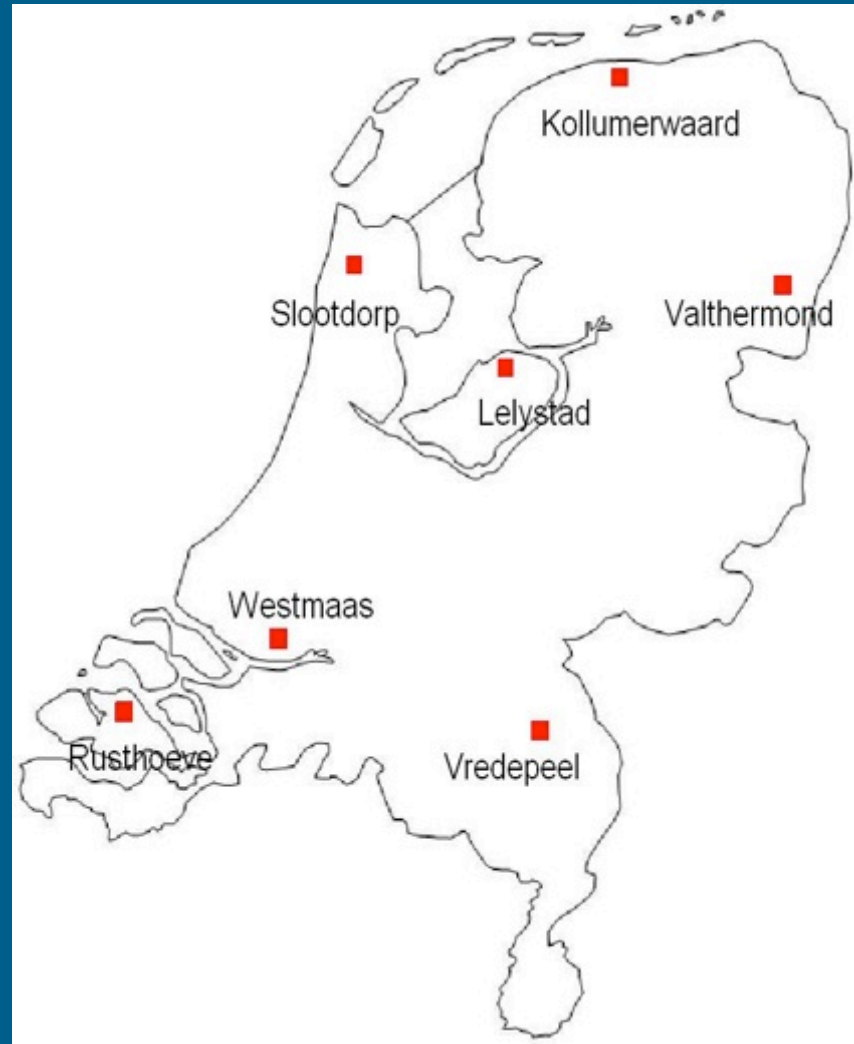 Kollumerwaard
Slootdorp
Valthermond
Lelystad
Westmaas
Rusthoeve
Vredepeel